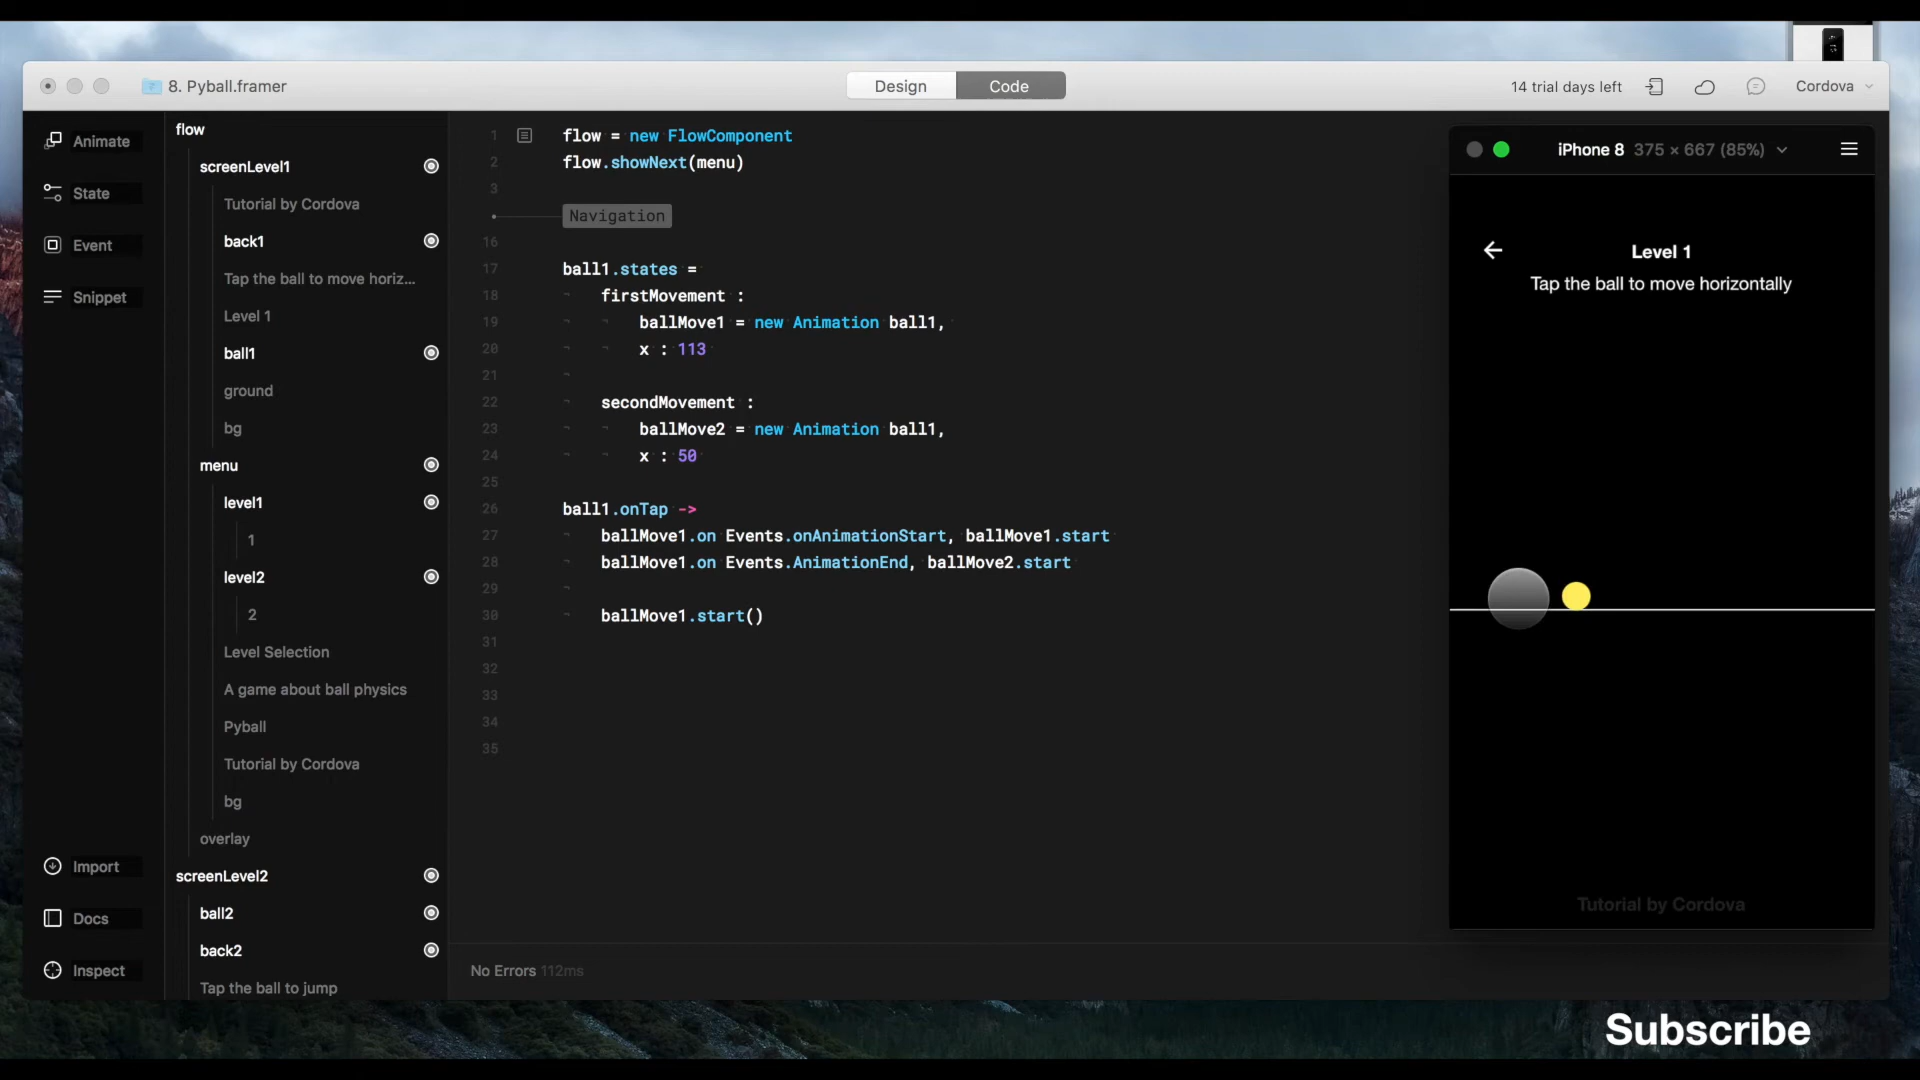 8. Pyball.framer
Design
Code
14 trial days left
Cordova
Animate
State
Event
Snippet
Import
Docs
Inspect
flow
screenLevel1
Tutorial by Cordova
back1
Tap the ball to move horiz...
Level 1
ball1
ground
bg
menu
level1
1
level2
2
Level Selection
A game about ball physics
Pyball
Tutorial by Cordova
bg
overlay
screenLevel2
ball2
back2
Tap the ball to jump
1 flow = new FlowComponent
2 flow.showNext(menu)
3
Navigation
16
17 ball1.states =
18 firstMovement :
19 ballMove1 = new Animation ball1,
20 x : 113
21
22 secondMovement :
23 ballMove2 = new Animation ball1,
24 x : 50
25
26 ball1.onTap ->
27 ballMove1.on Events.onAnimationStart, ballMove1.start
28 ballMove1.on Events.AnimationEnd, ballMove2.start
29
30 ballMove1.start()
31
32
33
34
35
No Errors 112ms
iPhone 8 375 × 667 (85%)
Level 1
Tap the ball to move horizontally
Tutorial by Cordova
Subscribe